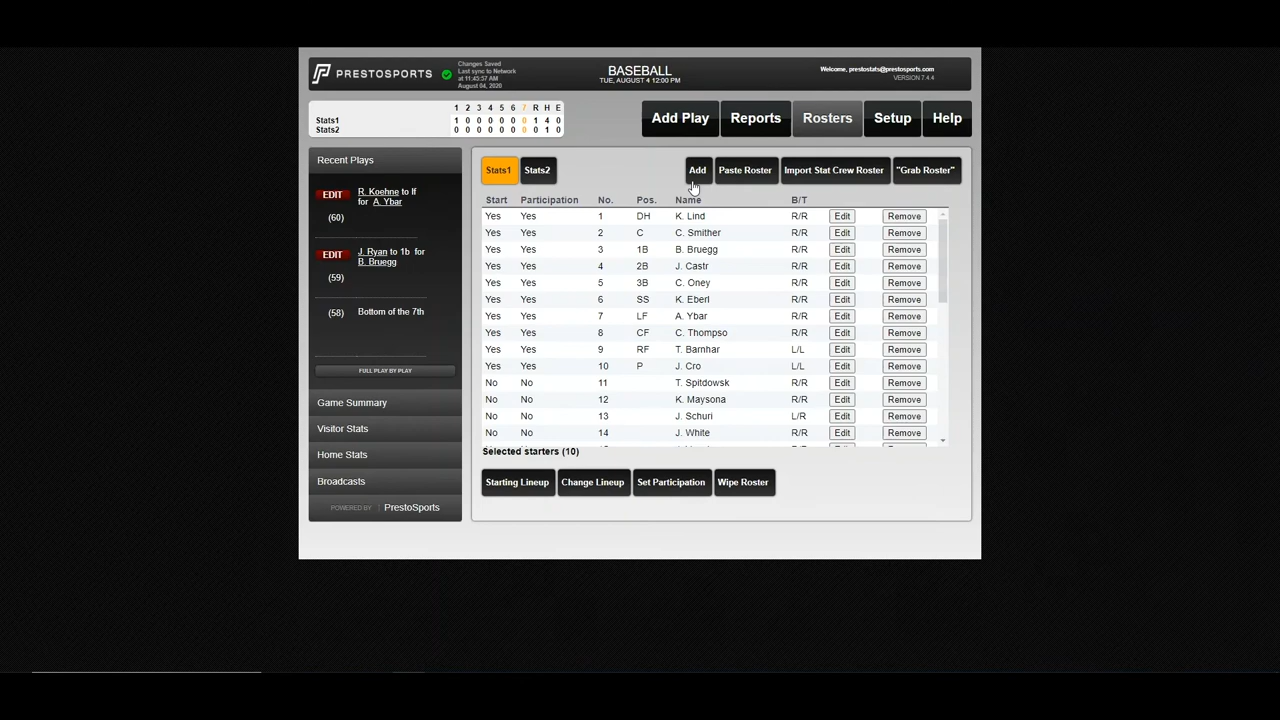 PRESTOSPORTS
Changes Saved
Last sync to Network
at 11:45:57 AM
August 04, 2020
BASEBALL
TUE, AUGUST 4 12:00 PM
Welcome, prestostats@prestosports.com
VERSION 7.4.4
1 2 3 4 5 6 7 R H E
Stats1 1 0 0 0 0 0 0 1 4 0
Stats2 0 0 0 0 0 0 0 0 1 0
Add Play Reports Rosters Setup Help
Recent Plays
EDIT R. Koehne to lf
for A. Ybar
(60)
EDIT J. Ryan to 1b for
B. Bruegg
(59)
(58) Bottom of the 7th
FULL PLAY BY PLAY
Game Summary
Visitor Stats
Home Stats
Broadcasts
POWERED BY | PrestoSports
Stats1 Stats2 Add Paste Roster Import Stat Crew Roster "Grab Roster"
Start Participation No. Pos. Name B/T
Yes Yes 1 DH K. Lind R/R Edit Remove
Yes Yes 2 C C. Smither R/R Edit Remove
Yes Yes 3 1B B. Bruegg R/R Edit Remove
Yes Yes 4 2B J. Castr R/R Edit Remove
Yes Yes 5 3B C. Oney R/R Edit Remove
Yes Yes 6 SS K. Eberl R/R Edit Remove
Yes Yes 7 LF A. Ybar R/R Edit Remove
Yes Yes 8 CF C. Thompso R/R Edit Remove
Yes Yes 9 RF T. Barnhar L/L Edit Remove
Yes Yes 10 P J. Cro L/L Edit Remove
No No 11 T. Spitdowsk R/R Edit Remove
No No 12 K. Maysona R/R Edit Remove
No No 13 J. Schuri L/R Edit Remove
No No 14 J. White R/R Edit Remove
Selected starters (10)
Starting Lineup Change Lineup Set Participation Wipe Roster